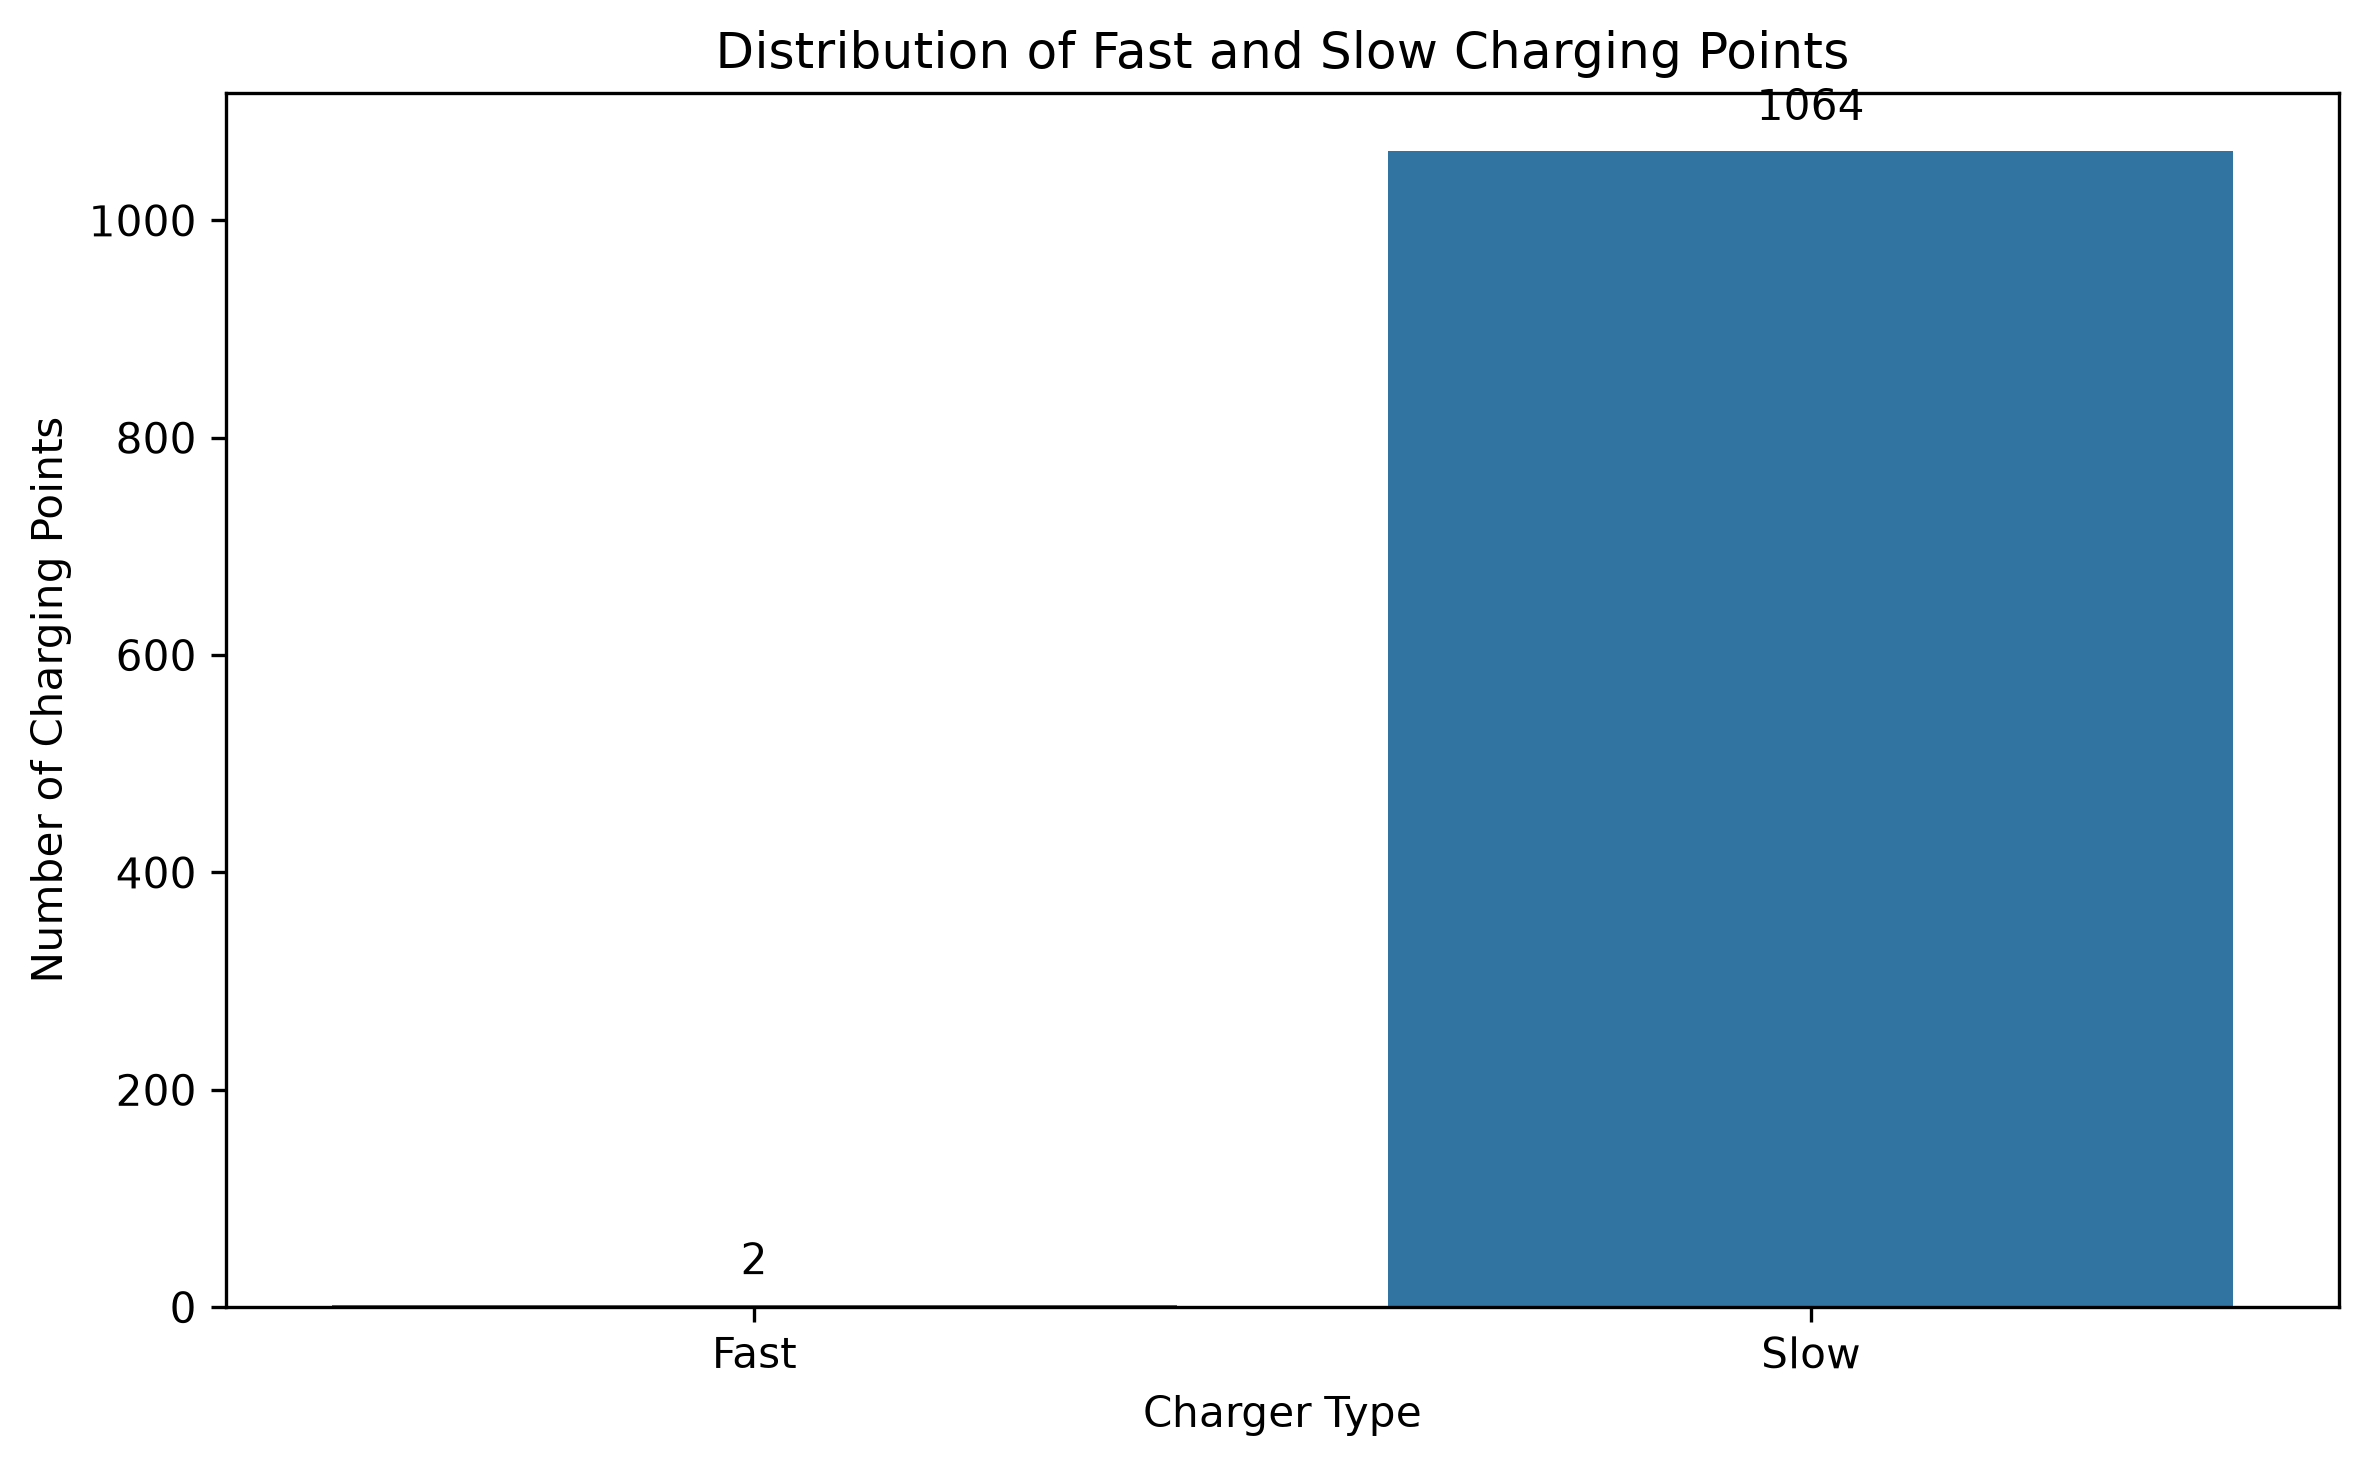 Distribution of Fast and Slow Charging Points
1064
1000
800
600
400
200
0
Number of Charging Points
2
Fast
Slow
Charger Type